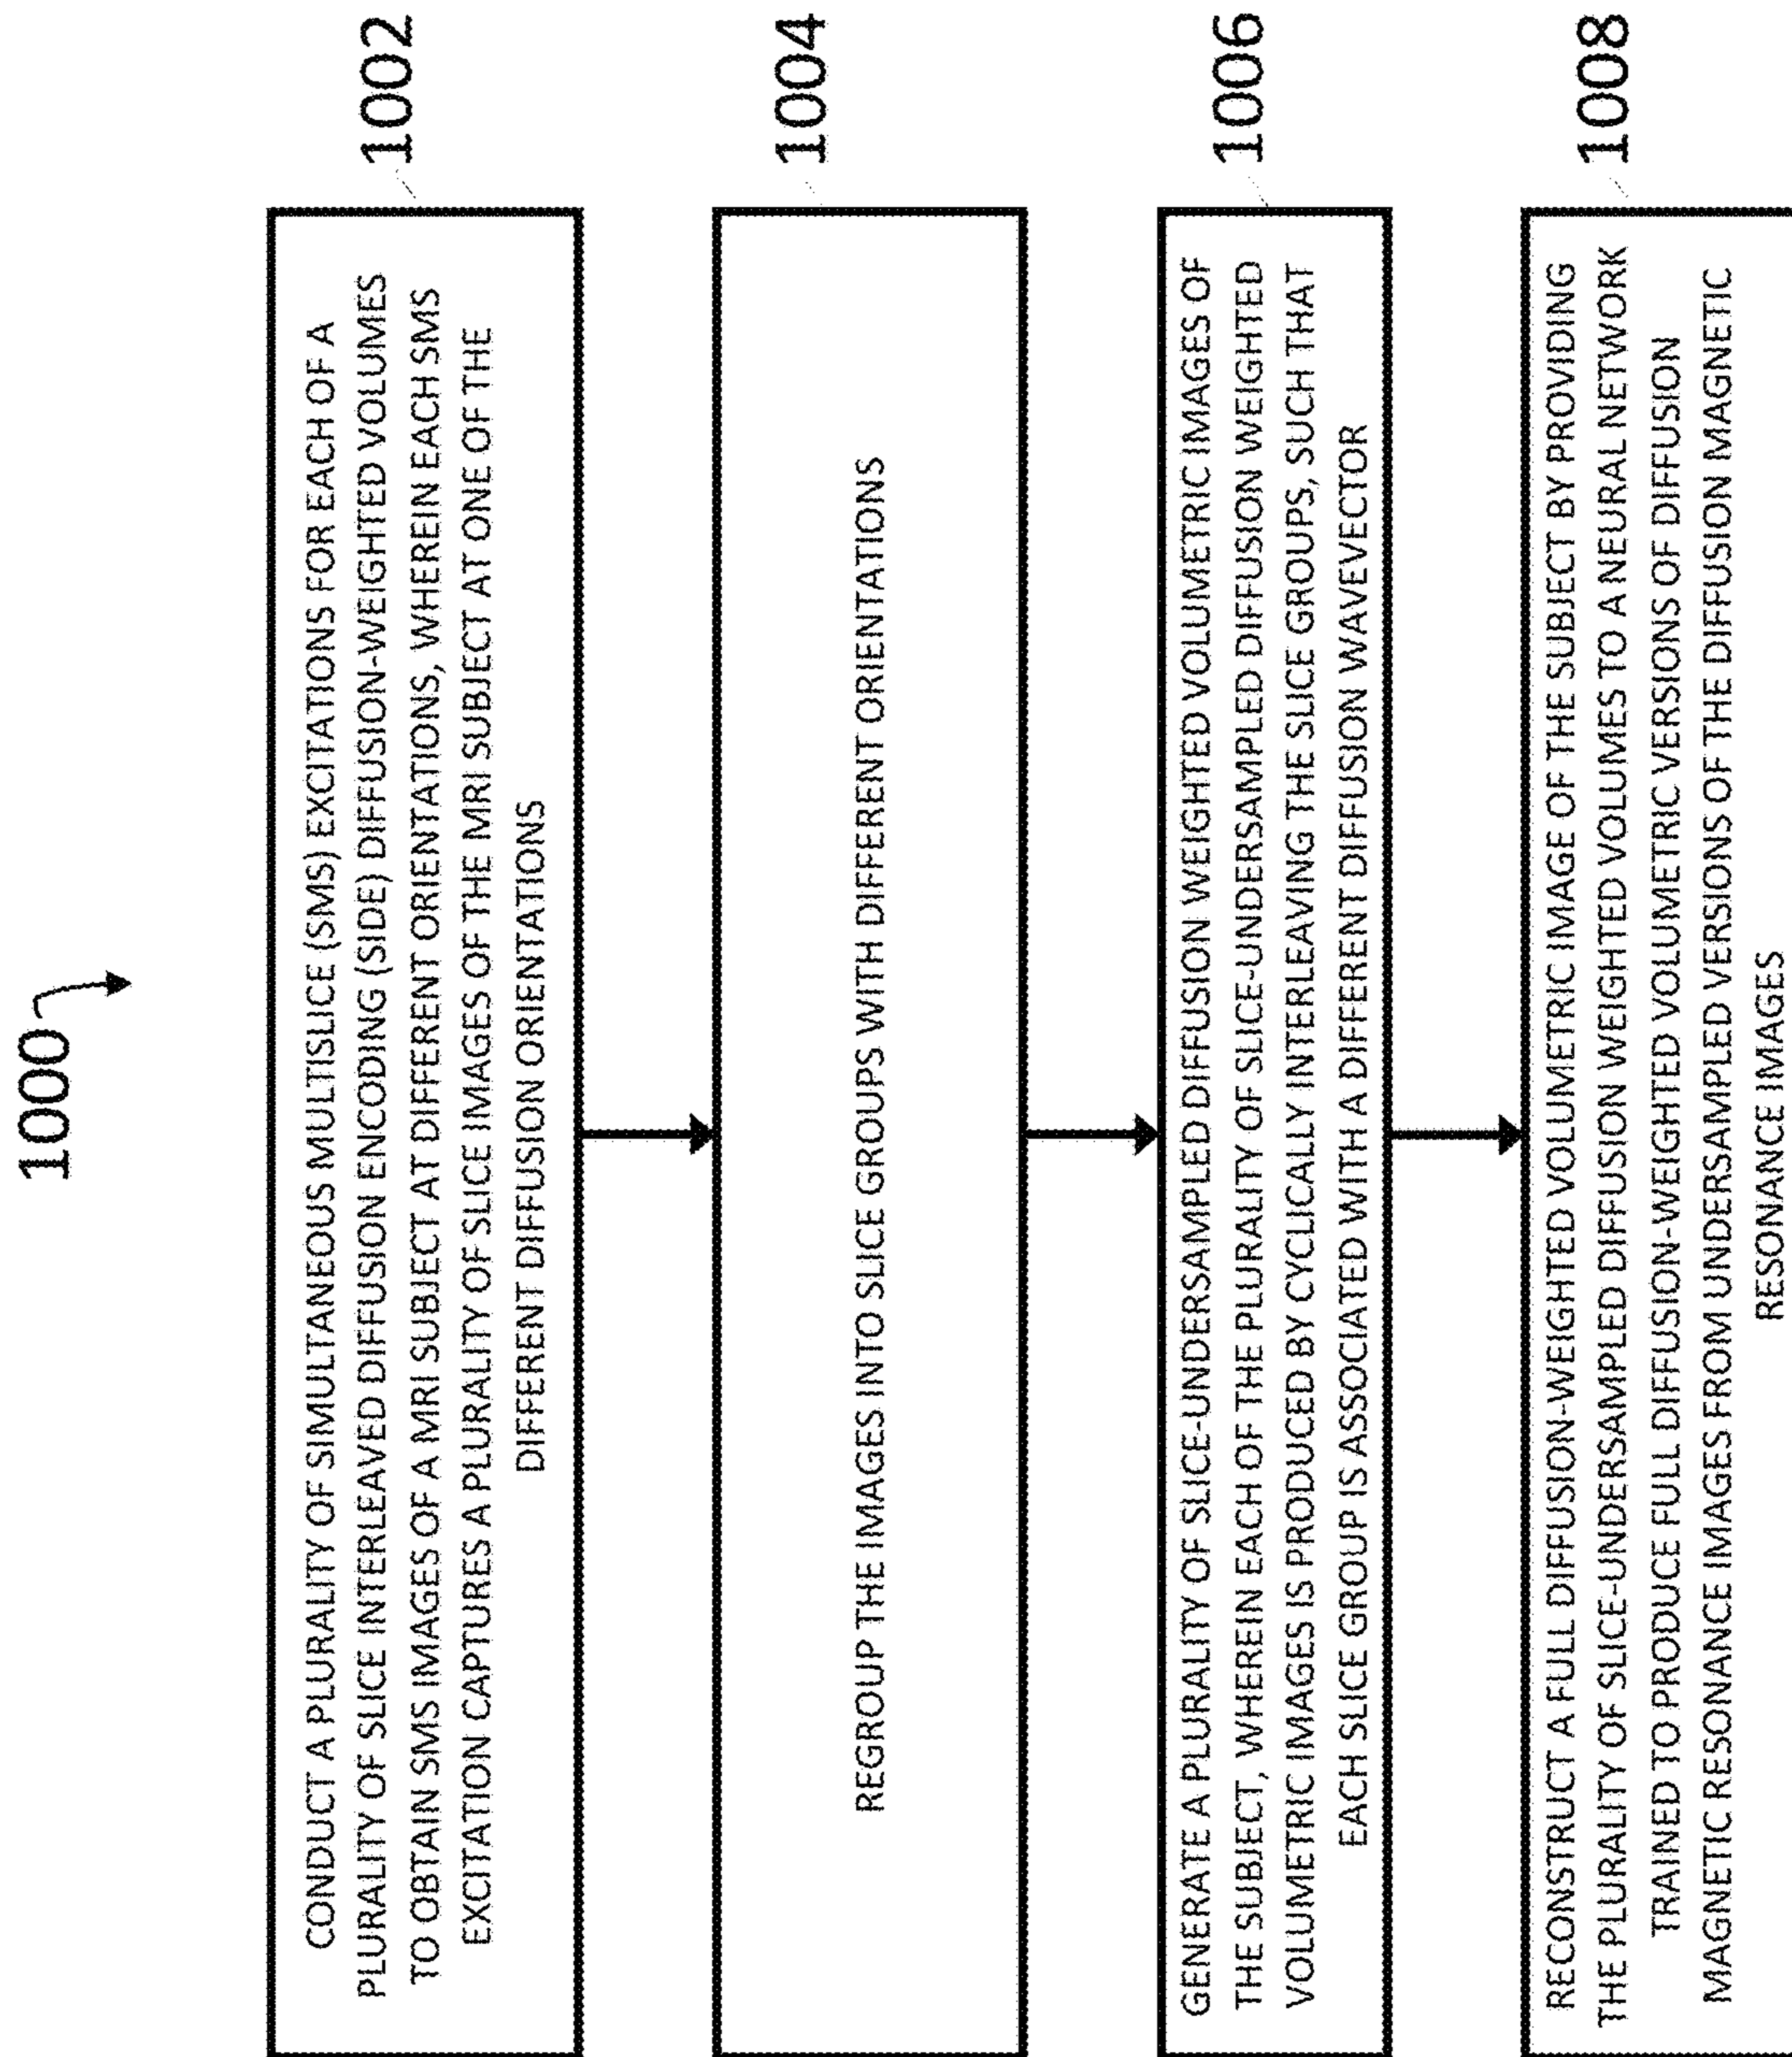 1000
CONDUCT A PLURALITY OF SIMULTANEOUS MULTISLICE (SMS) EXCITATIONS FOR EACH OF A
PLURALITY OF SLICE INTERLEAVED DIFFUSION ENCODING (SIDE) DIFFUSION-WEIGHTED VOLUMES
TO OBTAIN SMS IMAGES OF A MRI SUBJECT AT DIFFERENT ORIENTATIONS, WHEREIN EACH SMS
EXCITATION CAPTURES A PLURALITY OF SLICE IMAGES OF THE MRI SUBJECT AT ONE OF THE
DIFFERENT DIFFUSION ORIENTATIONS
1002
REGROUP THE IMAGES INTO SLICE GROUPS WITH DIFFERENT ORIENTATIONS
1004
GENERATE A PLURALITY OF SLICE-UNDERSAMPLED DIFFUSION WEIGHTED VOLUMETRIC IMAGES OF
THE SUBJECT, WHEREIN EACH OF THE PLURALITY OF SLICE-UNDERSAMPLED DIFFUSION WEIGHTED
VOLUMETRIC IMAGES IS PRODUCED BY CYCLICALLY INTERLEAVING THE SLICE GROUPS, SUCH THAT
EACH SLICE GROUP IS ASSOCIATED WITH A DIFFERENT DIFFUSION WAVEVECTOR
1006
RECONSTRUCT A FULL DIFFUSION-WEIGHTED VOLUMETRIC IMAGE OF THE SUBJECT BY PROVIDING
THE PLURALITY OF SLICE-UNDERSAMPLED DIFFUSION WEIGHTED VOLUMES TO A NEURAL NETWORK
TRAINED TO PRODUCE FULL DIFFUSION-WEIGHTED VOLUMETRIC VERSIONS OF DIFFUSION
MAGNETIC RESONANCE IMAGES FROM UNDERSAMPLED VERSIONS OF THE DIFFUSION MAGNETIC
RESONANCE IMAGES
1008